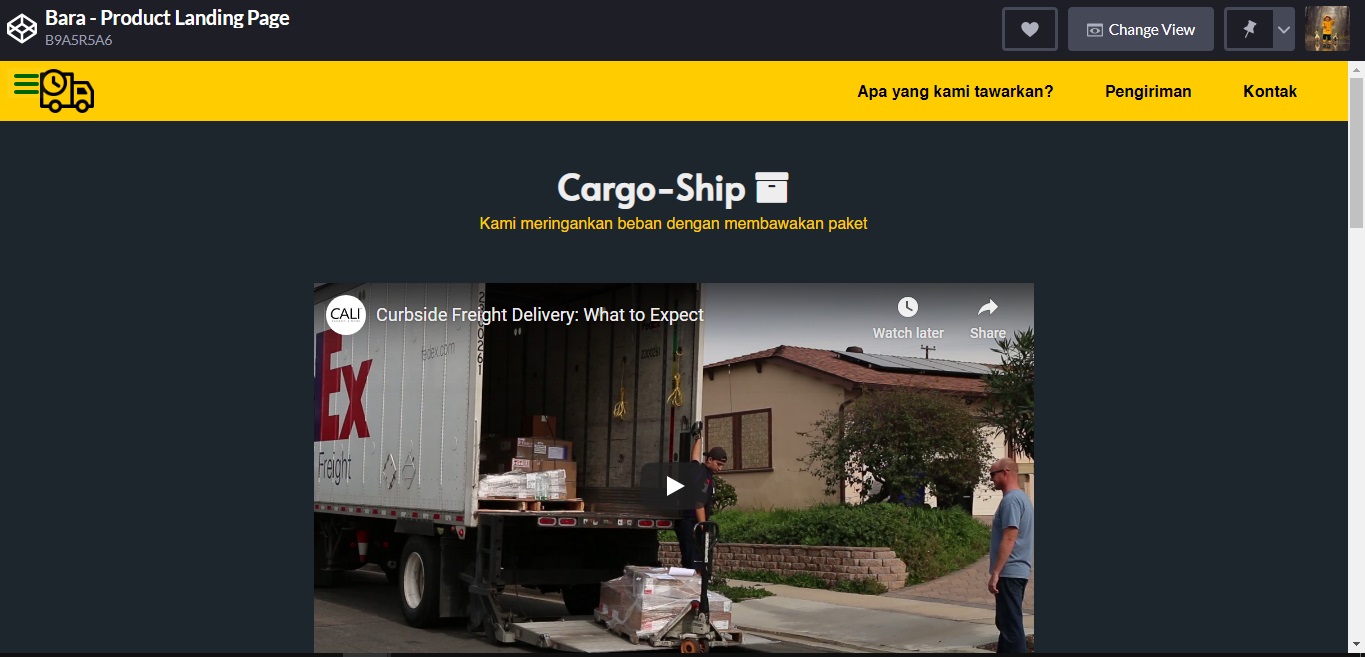 Bara - Product Landing Page
B9A5R5A6
Change View
Apa yang kami tawarkan?
Pengiriman
Kontak
Cargo-Ship
Kami meringankan beban dengan membawakan paket
CALI
Curbside Freight Delivery: What to Expect
Watch later
Share
fedex.com
Ex
Freight